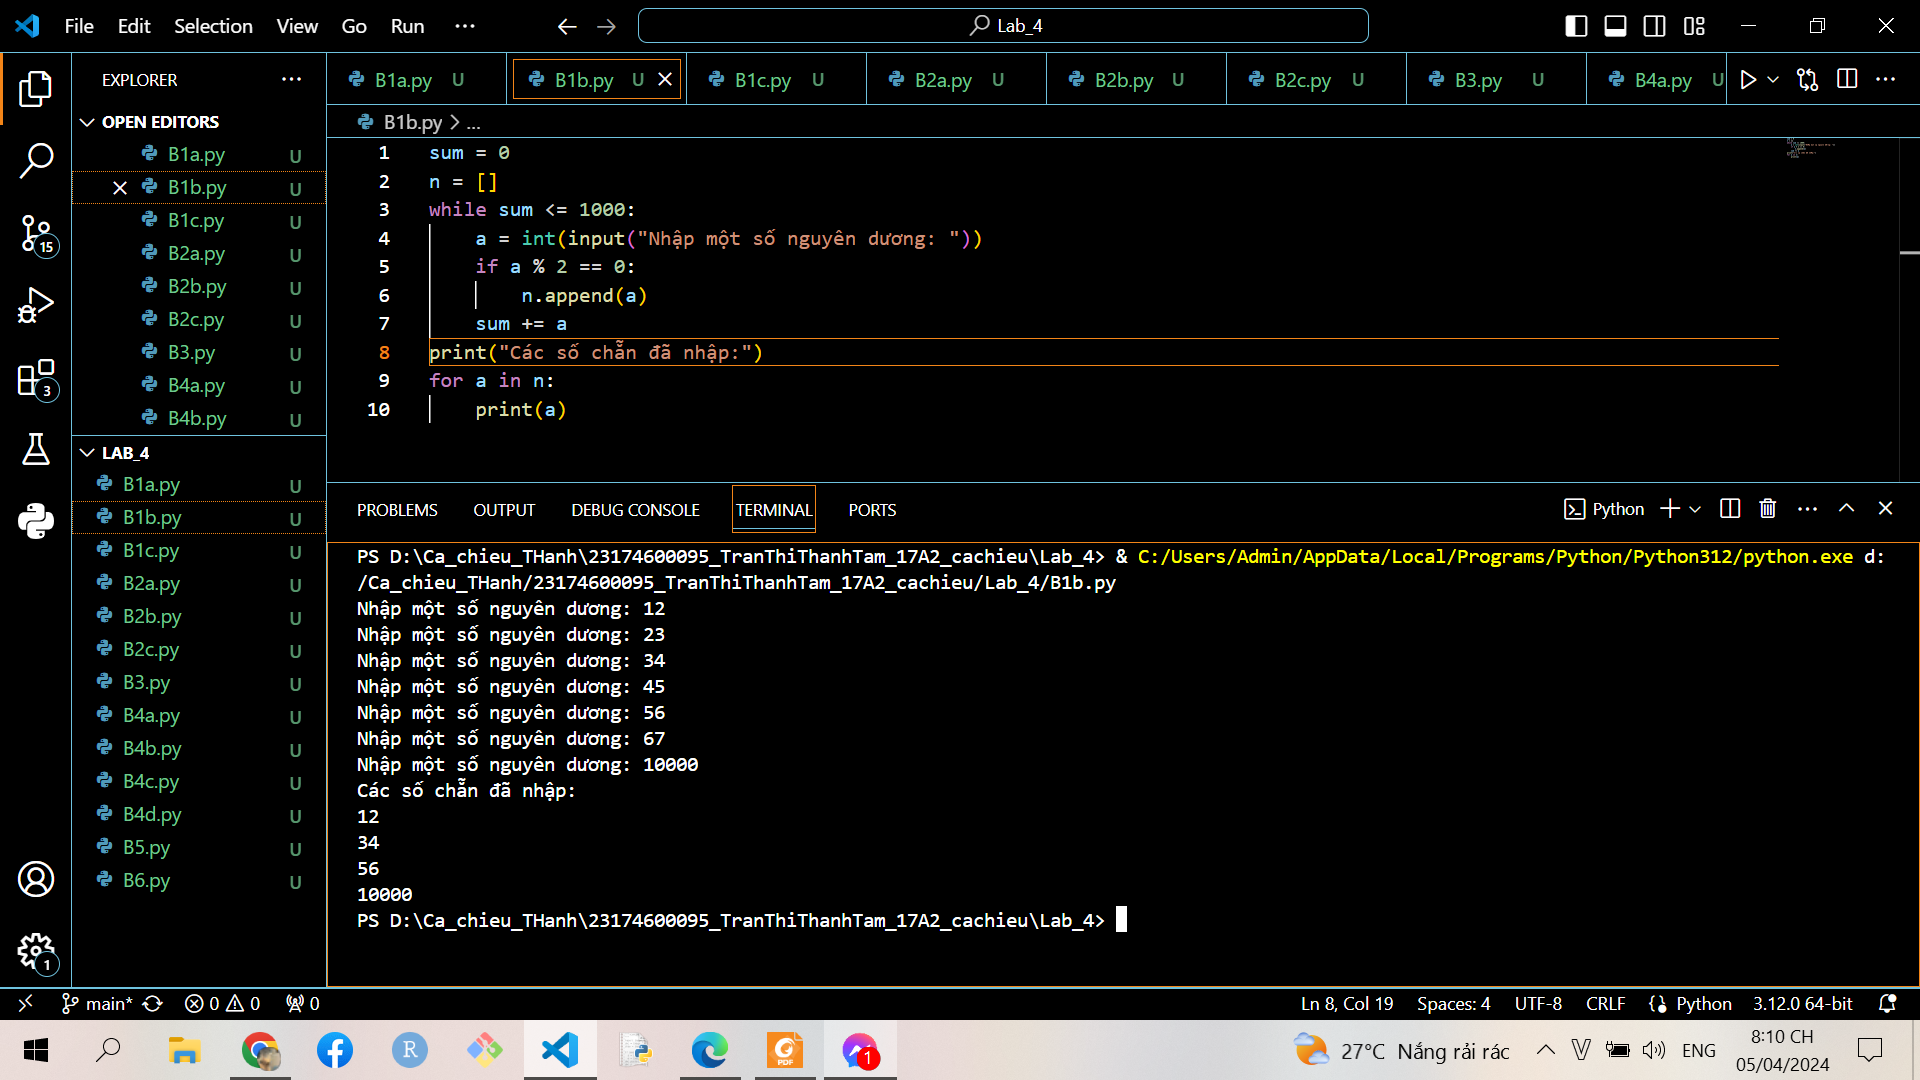 File Edit Selection View Go Run ... Lab_4
EXPLORER ...
B1a.py U B1b.py U B1c.py U B2a.py U B2b.py U B2c.py U B3.py U B4a.py U
OPEN EDITORS
B1a.py U
B1b.py U
B1c.py U
B2a.py U
B2b.py U
B2c.py U
B3.py U
B4a.py U
B4b.py U
LAB_4
B1a.py U
B1b.py U
B1c.py U
B2a.py U
B2b.py U
B2c.py U
B3.py U
B4a.py U
B4b.py U
B4c.py U
B4d.py U
B5.py U
B6.py U
15
3
1
B1b.py > ...
1 sum = 0
2 n = []
3 while sum <= 1000:
4 a = int(input("Nhập một số nguyên dương: "))
5 if a % 2 == 0:
6 n.append(a)
7 sum += a
8 print("Các số chẵn đã nhập:")
9 for a in n:
10 print(a)
PROBLEMS OUTPUT DEBUG CONSOLE TERMINAL PORTS Python
PS D:\Ca_chieu_THanh\23174600095_TranThiThanhTam_17A2_cachieu\Lab_4> & C:/Users/Admin/AppData/Local/Programs/Python/Python312/python.exe d:
/Ca_chieu_THanh/23174600095_TranThiThanhTam_17A2_cachieu/Lab_4/B1b.py
Nhập một số nguyên dương: 12
Nhập một số nguyên dương: 23
Nhập một số nguyên dương: 34
Nhập một số nguyên dương: 45
Nhập một số nguyên dương: 56
Nhập một số nguyên dương: 67
Nhập một số nguyên dương: 10000
Các số chẵn đã nhập:
12
34
56
10000
PS D:\Ca_chieu_THanh\23174600095_TranThiThanhTam_17A2_cachieu\Lab_4>
main* 0 0 0 Ln 8, Col 19 Spaces: 4 UTF-8 CRLF {} Python 3.12.0 64-bit
R PDF 1 27°C Nắng rải rác V ENG 8:10 CH
05/04/2024